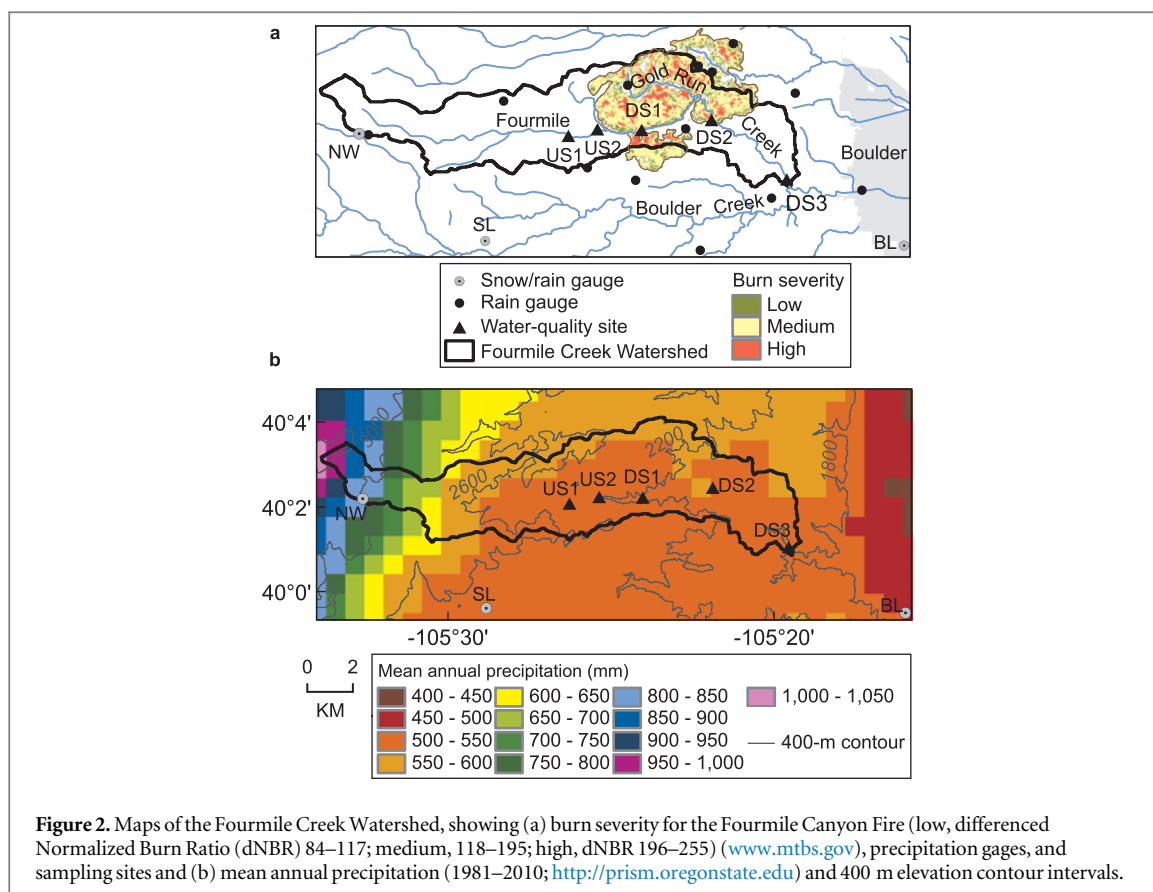 a
Gold Run
Fourmile
DS1
US1
US2
DS2
Creek
NW
Boulder
Boulder Creek
DS3
SL
BL
Snow/rain gauge
Rain gauge
Water-quality site
Fourmile Creek Watershed
Burn severity
Low
Medium
High
b
40°4'
40°2'
40°0'
3000
2600
2200
1800
US1
US2
DS1
DS2
NW
DS3
SL
BL
-105°30'
-105°20'
0 2
KM
Mean annual precipitation (mm)
400 - 450
450 - 500
500 - 550
550 - 600
600 - 650
650 - 700
700 - 750
750 - 800
800 - 850
850 - 900
900 - 950
950 - 1,000
1,000 - 1,050
400-m contour
Figure 2. Maps of the Fourmile Creek Watershed, showing (a) burn severity for the Fourmile Canyon Fire (low, differenced
Normalized Burn Ratio (dNBR) 84–117; medium, 118–195; high, dNBR 196–255) (www.mtbs.gov), precipitation gages, and
sampling sites and (b) mean annual precipitation (1981–2010; http://prism.oregonstate.edu) and 400 m elevation contour intervals.